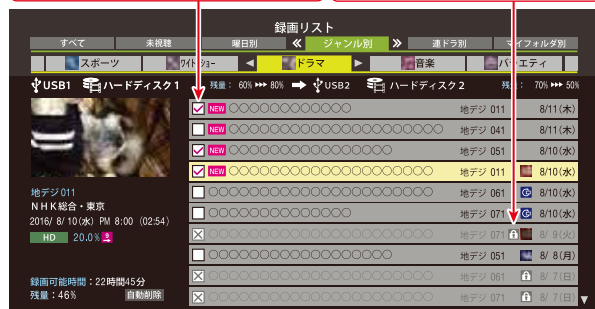 録画リスト
すべて 未視聴 曜日別 ジャンル別 連ドラ別 マイフォルダ別
スポーツ ワイドショー ドラマ 音楽 バラエティ
USB1 ハードディスク1 残量: 60% 80% USB2 ハードディスク2 残量: 70% 50%
NEW ○○○○○○○○○○○ 地デジ 011 8/11(木)
NEW ○○○○○○○○○○○○○○○○○○ 地デジ 041 8/11(木)
NEW ○○○○○○○○○○○○○○ 地デジ 051 8/10(水)
NEW ○○○○○○○○○○○○○○○○○ 地デジ 011 8/10(水)
○○○○○○○○○○○○○○○○○ 地デジ 061 8/10(水)
○○○○○○○○○○○ 地デジ 071 8/10(水)
○○○○○○○○○○○○○○○○○ 地デジ 071 8/ 9(火)
○○○○○○○○○○○○○○○○○ 地デジ 051 8/ 8(月)
○○○○○○○○○○○○○○○○○ 地デジ 061 8/ 7(日)
○○○○○○○○○○○○○○○○○ 地デジ 071 8/ 7(日)
地デジ011
NHK総合・東京
2016/ 8/10(水) PM 8:00 (02:54)
HD 20.0%
録画可能時間:22時間45分
残量:46% 自動削除